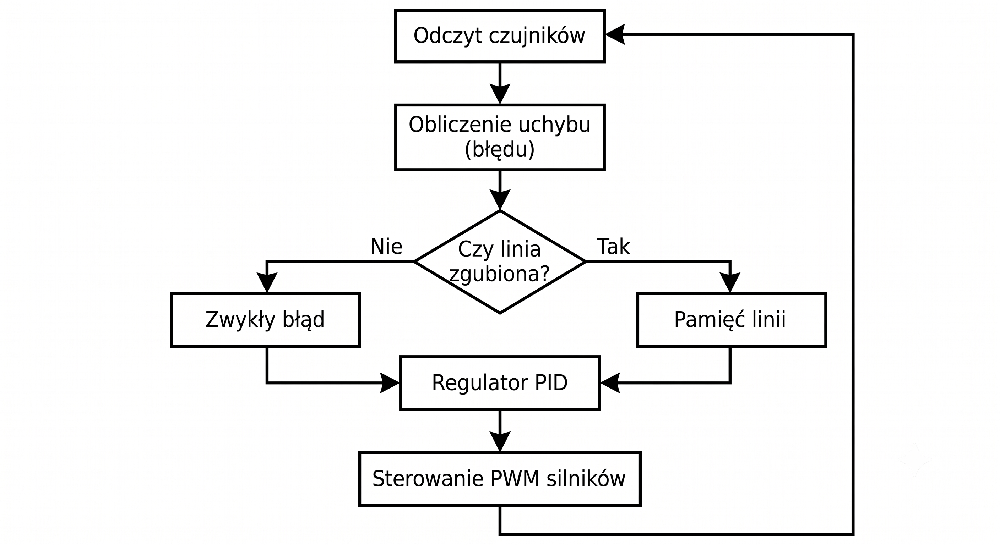 Odczyt czujników
Obliczenie uchybu
(błędu)
Nie
Czy linia
zgubiona?
Tak
Zwykły błąd
Pamięć linii
Regulator PID
Sterowanie PWM silników